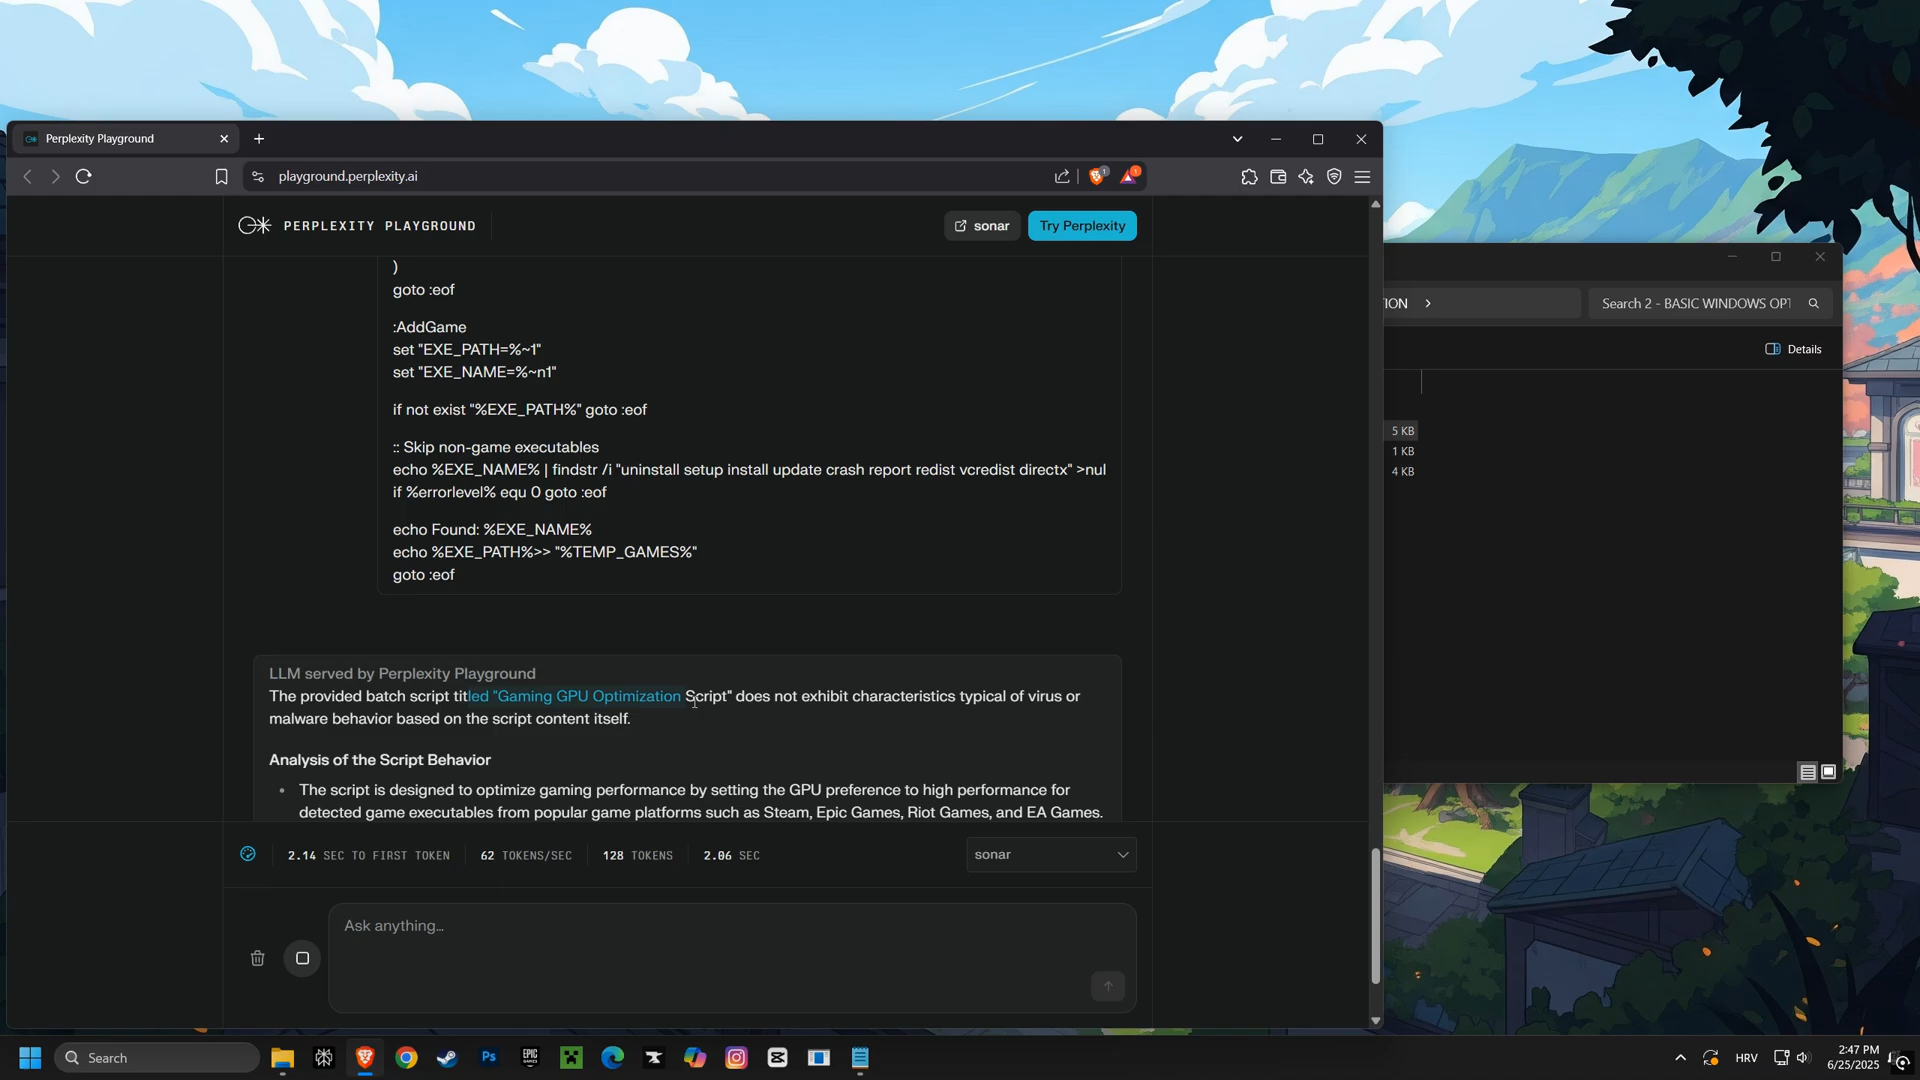 Perplexity Playground
playground.perplexity.ai
1
1
PERPLEXITY PLAYGROUND
sonar
Try Perplexity
)
goto :eof
:AddGame
set "EXE_PATH=%~1"
set "EXE_NAME=%~n1"
if not exist "%EXE_PATH%" goto :eof
:: Skip non-game executables
echo %EXE_NAME% | findstr /i "uninstall setup install update crash report redist vcredist directx" >nul
if %errorlevel% equ 0 goto :eof
echo Found: %EXE_NAME%
echo %EXE_PATH%>> "%TEMP_GAMES%"
goto :eof
LLM served by Perplexity Playground
The provided batch script titled "Gaming GPU Optimization Script" does not exhibit characteristics typical of virus or
malware behavior based on the script content itself.
Analysis of the Script Behavior
• The script is designed to optimize gaming performance by setting the GPU preference to high performance for
detected game executables from popular game platforms such as Steam, Epic Games, Riot Games, and EA Games.
2.14 SEC TO FIRST TOKEN
62 TOKENS/SEC
128 TOKENS
2.06 SEC
sonar
Ask anything...
ION
Search 2 - BASIC WINDOWS OPT
Details
5 KB
1 KB
4 KB
Search
Ps
EPIC
GAMES
HRV
2:47 PM
6/25/2025